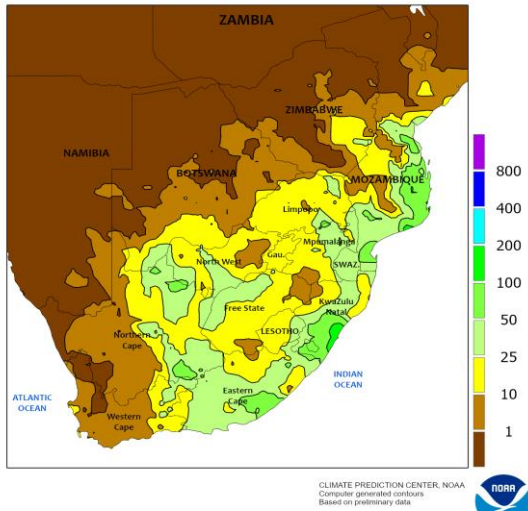 ZAMBIA
ZIMBABWE
NAMIBIA
BOTSWANA
MOZAMBIQUE
Limpopo
Mpumalanga
North West
Gau.
SWAZ.
Free State
KwaZulu
Natal
LESOTHO
Northern
Cape
Eastern
Cape
Western
Cape
ATLANTIC
OCEAN
INDIAN
OCEAN
800
400
200
100
50
25
10
1
CLIMATE PREDICTION CENTER, NOAA
Computer generated contours
Based on preliminary data
NOAA